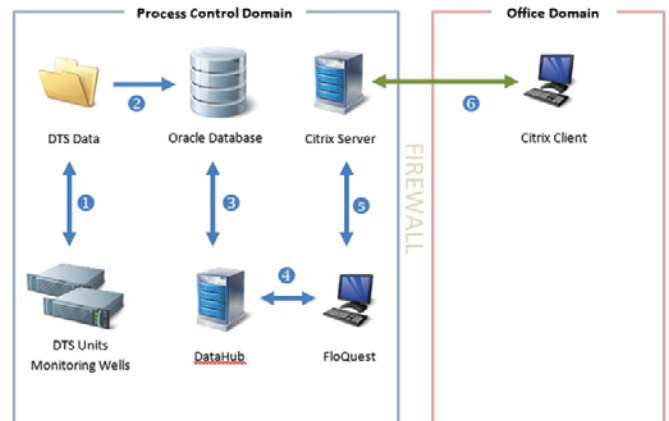 Process Control Domain
Office Domain
2
6
DTS Data
Oracle Database
Citrix Server
Citrix Client
FIREWALL
1
3
5
4
DTS Units
Monitoring Wells
DataHub
FloQuest